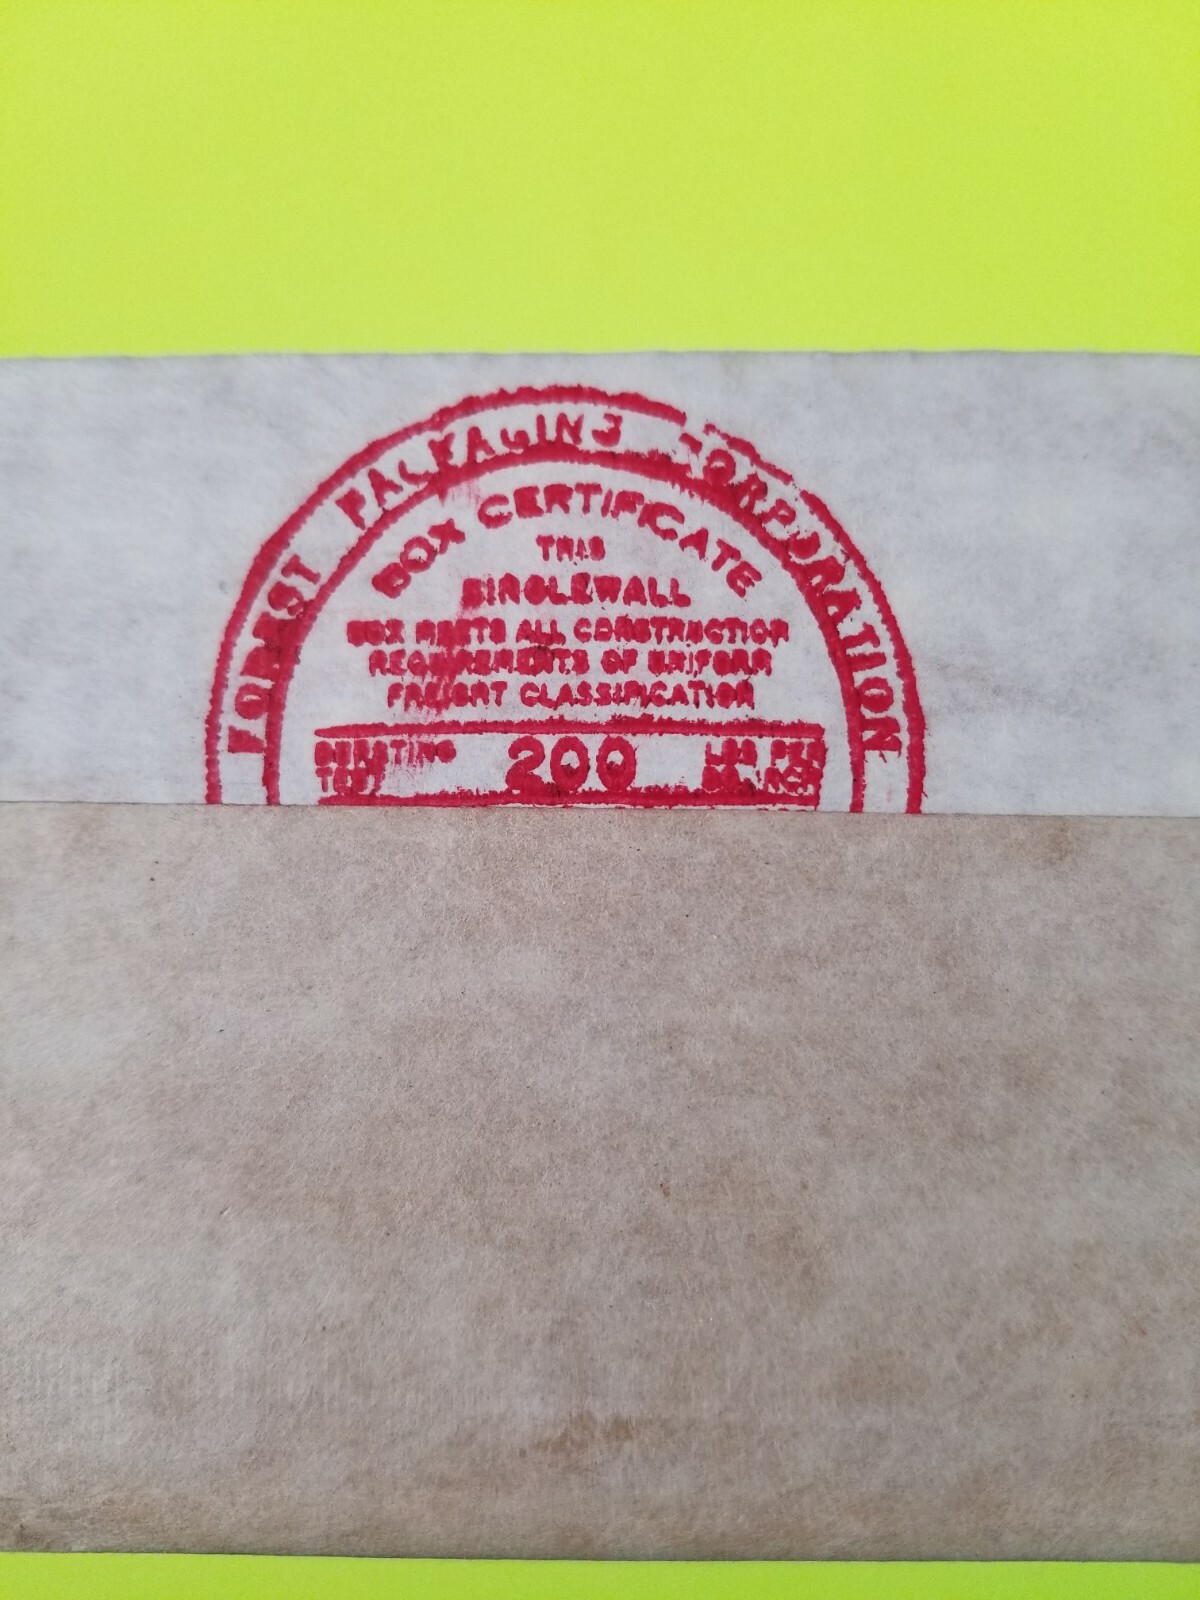 FOREST PACKAGING CORPORATION
BOX CERTIFICATE
THIS
SINGLEWALL
BOX MEETS ALL CONSTRUCTION
REQUIREMENTS OF UNIFORM
FREIGHT CLASSIFICATION
BURSTING TEST 200 LBS PER SQ INCH